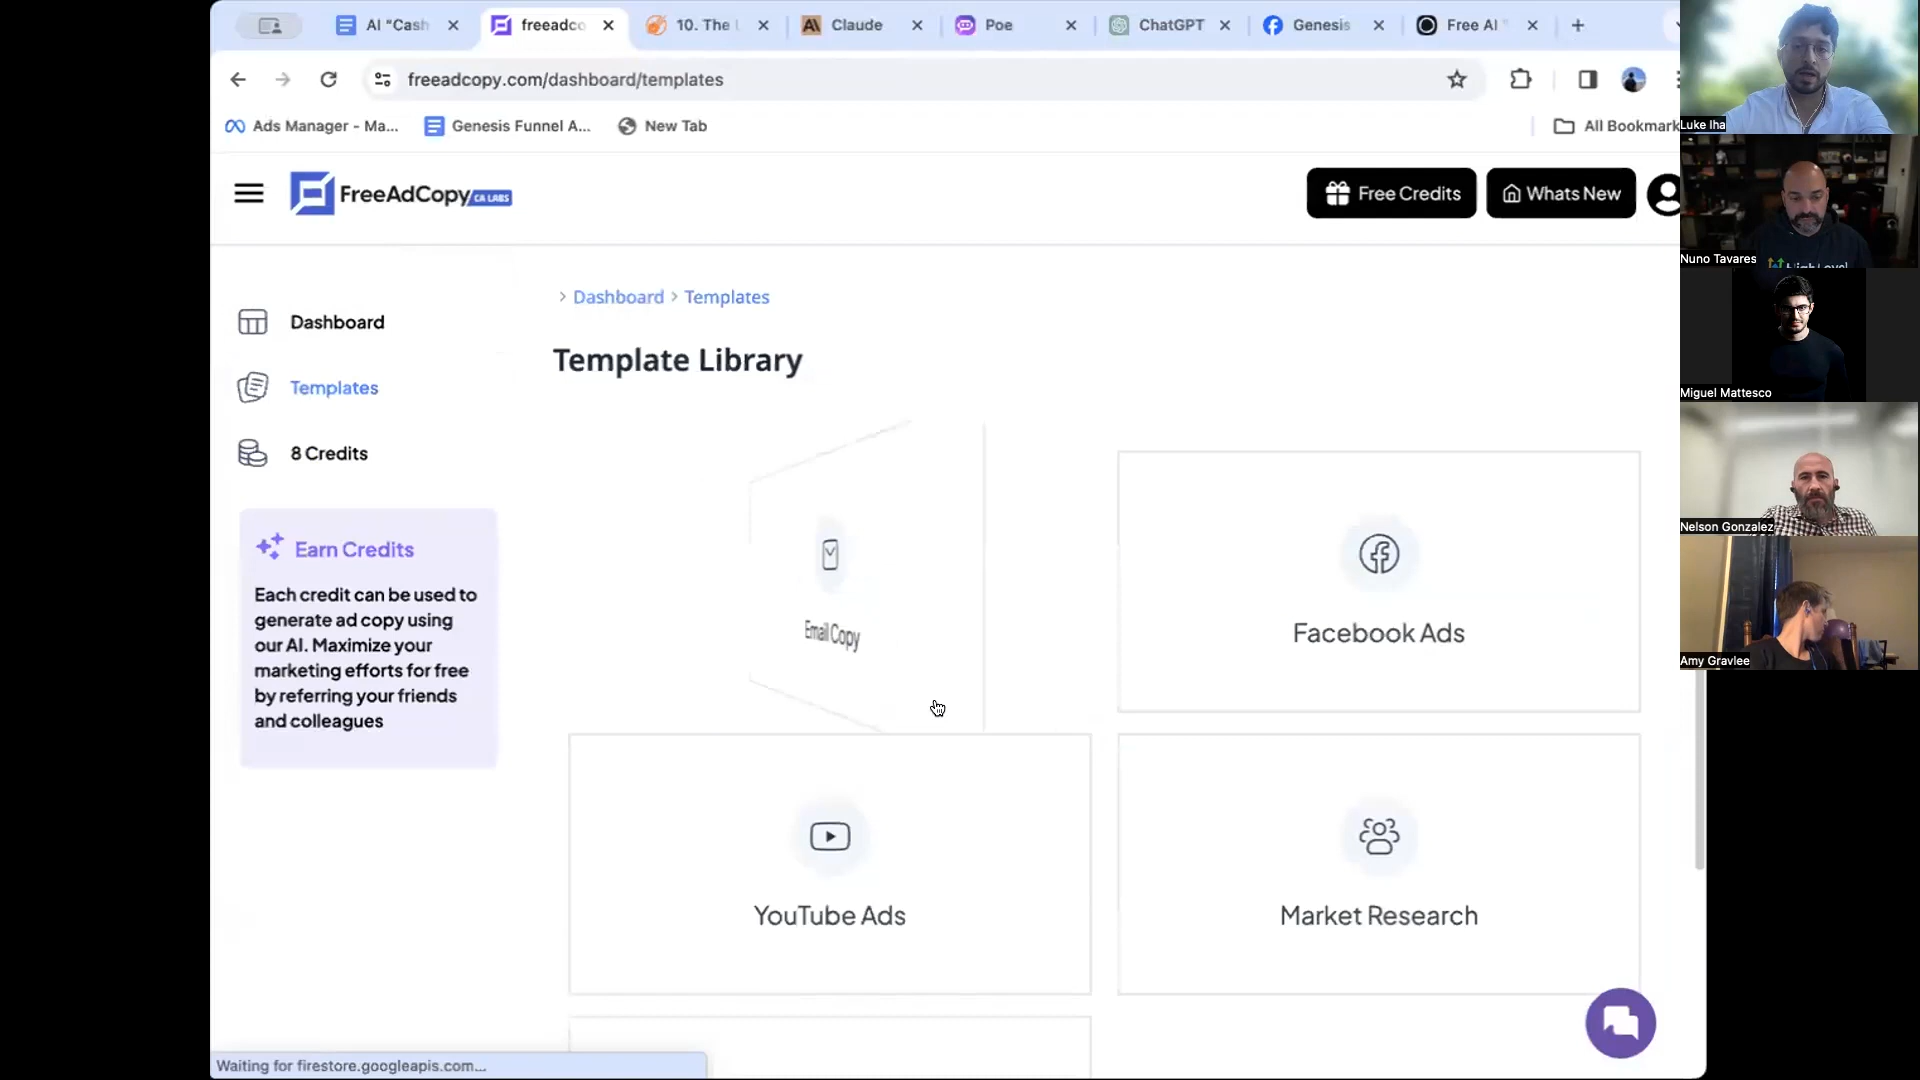 AI "Cash
freeadco
10. The
Claude
Poe
ChatGPT
Genesis
Free AI
freeadcopy.com/dashboard/templates
Ads Manager - Ma...
Genesis Funnel A...
New Tab
All Bookmark
FreeAdCopy CA LABS
Free Credits
Whats New
Dashboard
Templates
8 Credits
Earn Credits
Each credit can be used to
generate ad copy using
our AI. Maximize your
marketing efforts for free
by referring your friends
and colleagues
> Dashboard > Templates
Template Library
Email Copy
Facebook Ads
YouTube Ads
Market Research
Waiting for firestore.googleapis.com...
Luke Iha
Nuno Tavares
Miguel Mattesco
Nelson Gonzalez
Amy Gravlee